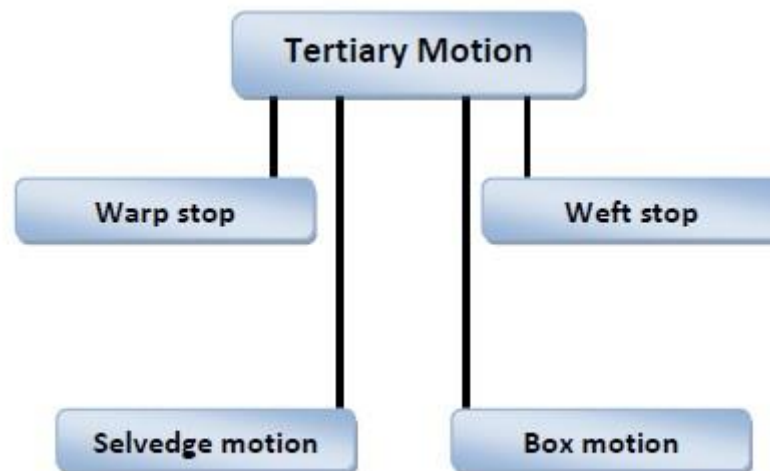 Tertiary Motion
Warp stop
Weft stop
Selvedge motion
Box motion